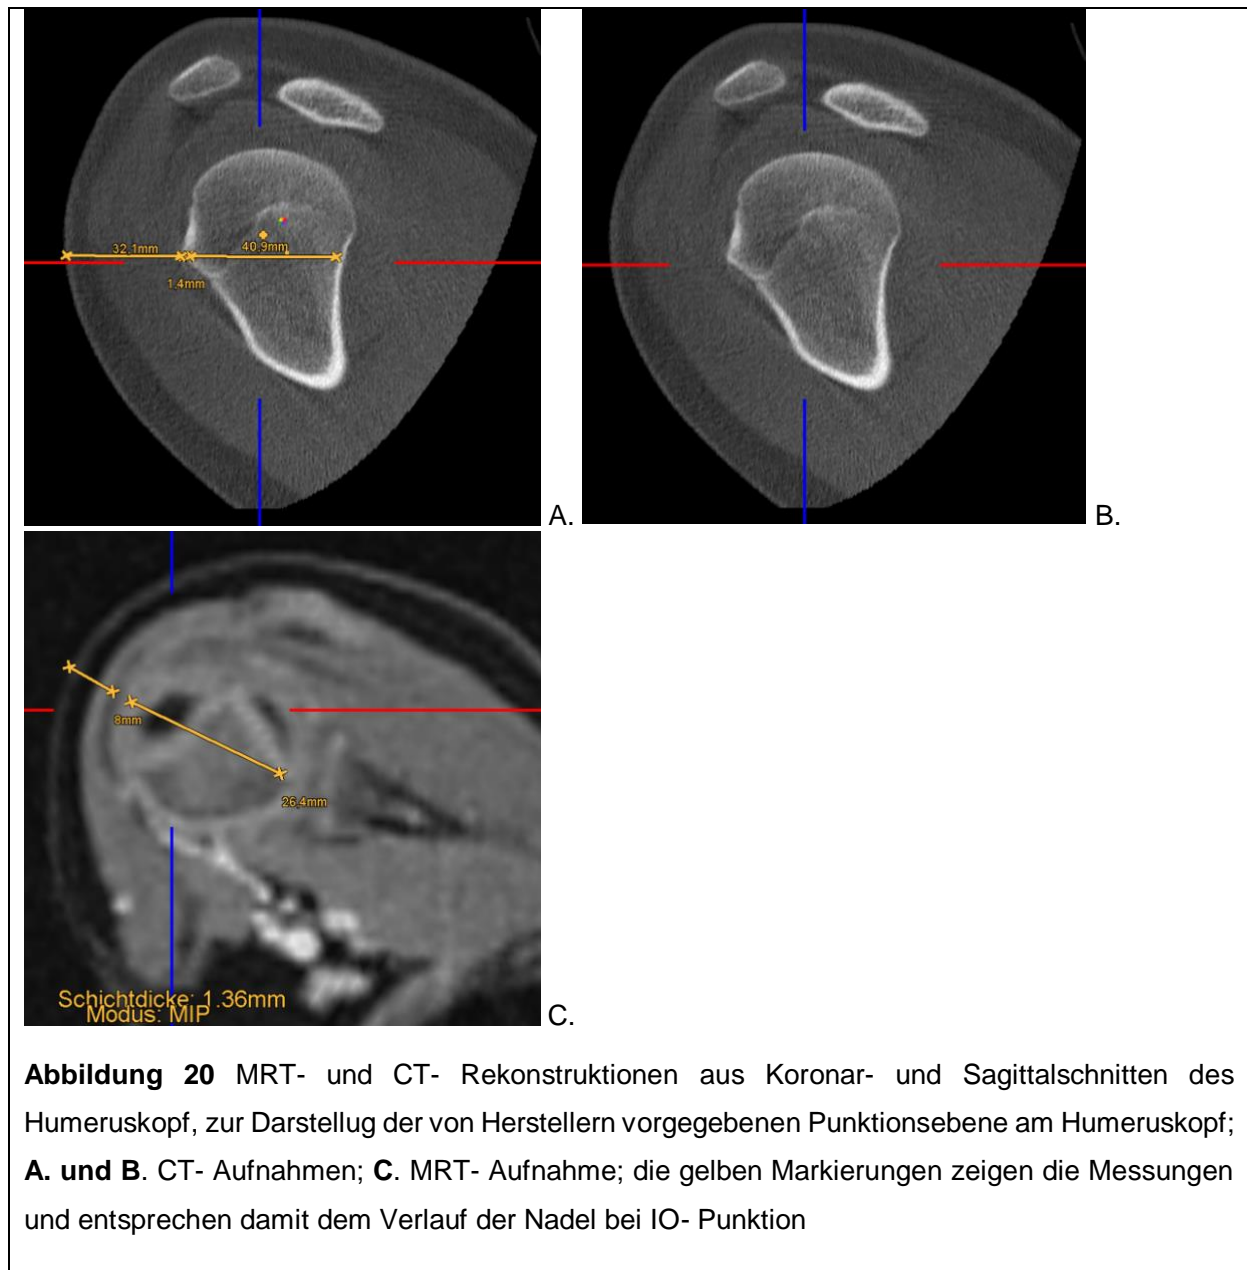 32,1mm
40,9mm
1,4mm
A.
B.
8mm
26,4mm
Schichtdicke: 1.36mm
Modus: MIP
C.
Abbildung 20 MRT- und CT- Rekonstruktionen aus Koronar- und Sagittalschnitten des
Humeruskopf, zur Darstellug der von Herstellern vorgegebenen Punktionsebene am Humeruskopf;
A. und B. CT- Aufnahmen; C. MRT- Aufnahme; die gelben Markierungen zeigen die Messungen
und entsprechen damit dem Verlauf der Nadel bei IO- Punktion